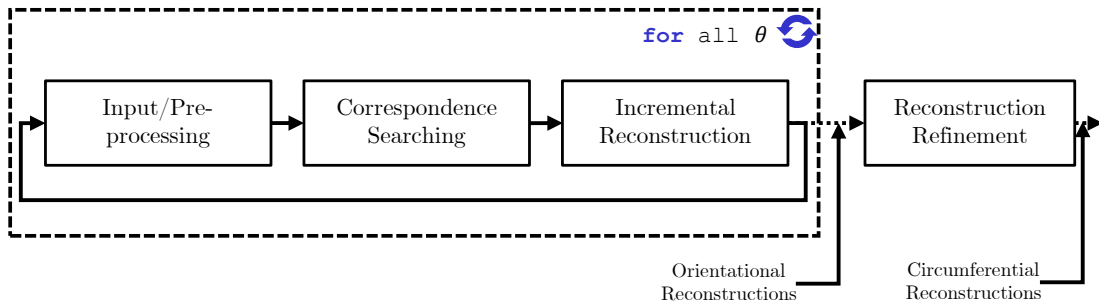 for all θ
Input/Pre-
processing
Correspondence
Searching
Incremental
Reconstruction
Reconstruction
Refinement
Orientational
Reconstructions
Circumferential
Reconstructions